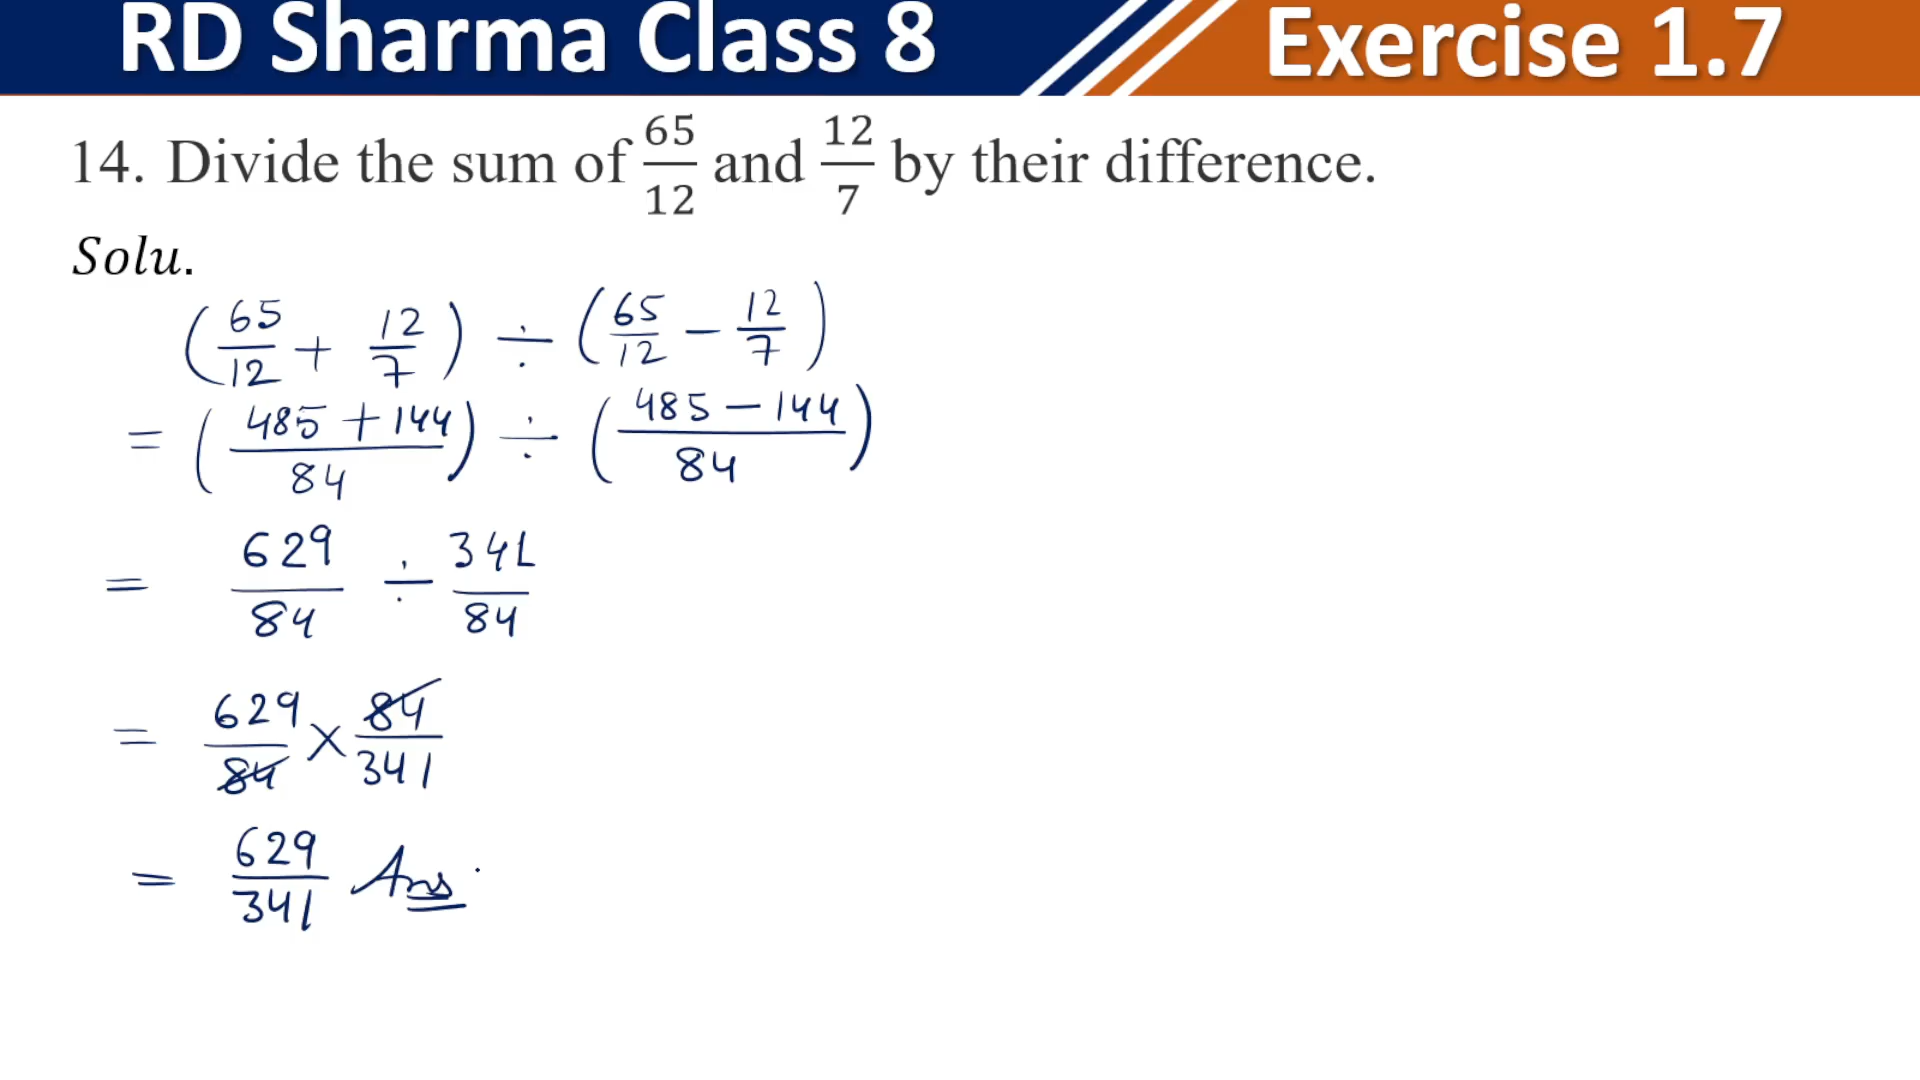 RD Sharma Class 8 Exercise 1.7
14. Divide the sum of 65/12 and 12/7 by their difference.
Solu.
(65/12 + 12/7) ÷ (65/12 − 12/7)
= (485 + 144 / 84) ÷ (485 − 144 / 84)
= 629/84 ÷ 341/84
= 629/84 × 84/341
= 629/341 Ans